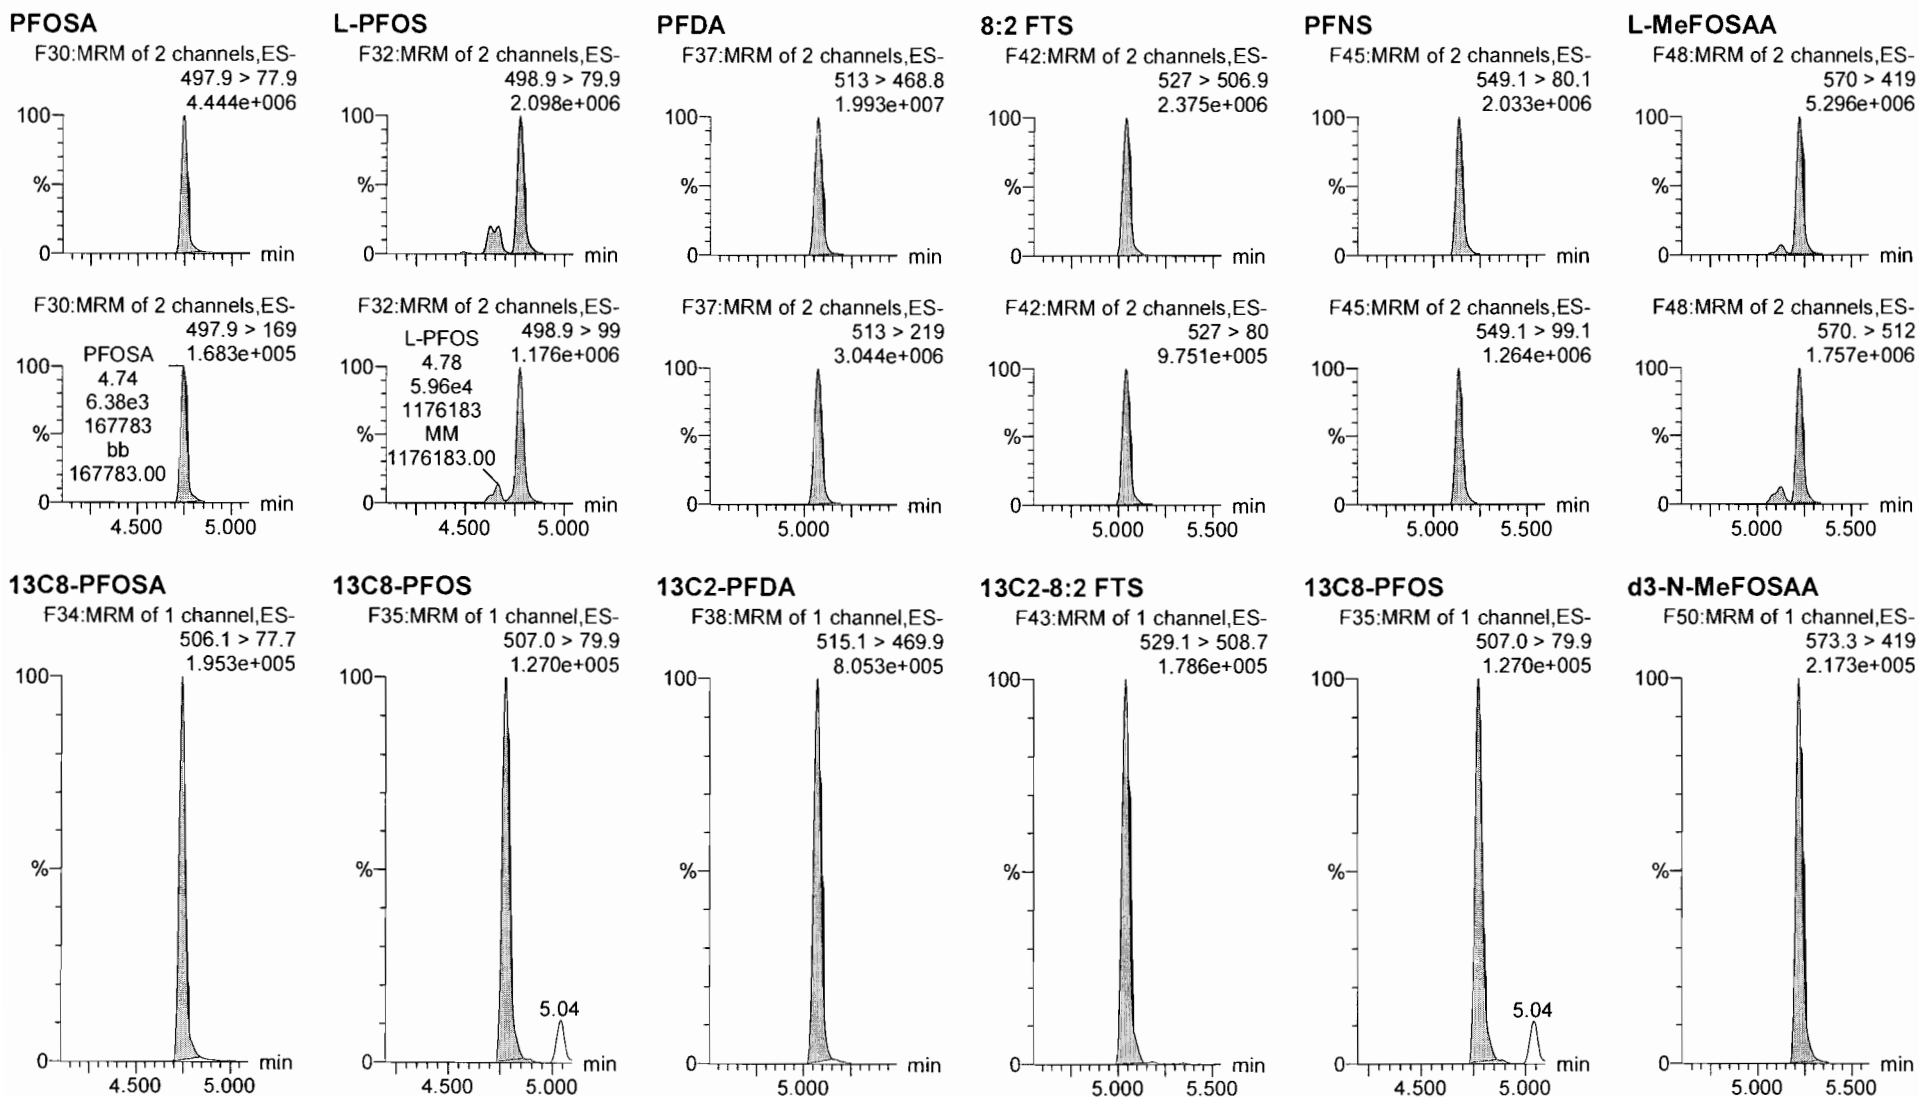 PFOSA
F30:MRM of 2 channels,ES-
497.9 > 77.9
4.444e+006
100
%
0
min
F30:MRM of 2 channels,ES-
497.9 > 169
1.683e+005
PFOSA
4.74
6.38e3
167783
bb
167783.00
100
%
0
min
4.500 5.000
L-PFOS
F32:MRM of 2 channels,ES-
498.9 > 79.9
2.098e+006
100
%
0
min
F32:MRM of 2 channels,ES-
498.9 > 99
1.176e+006
L-PFOS
4.78
5.96e4
1176183
MM
1176183.00
100
%
0
min
4.500 5.000
PFDA
F37:MRM of 2 channels,ES-
513 > 468.8
1.993e+007
100
%
0
min
F37:MRM of 2 channels,ES-
513 > 219
3.044e+006
100
%
0
min
5.000
8:2 FTS
F42:MRM of 2 channels,ES-
527 > 506.9
2.375e+006
100
%
0
min
F42:MRM of 2 channels,ES-
527 > 80
9.751e+005
100
%
0
min
5.000 5.500
PFNS
F45:MRM of 2 channels,ES-
549.1 > 80.1
2.033e+006
100
%
0
min
F45:MRM of 2 channels,ES-
549.1 > 99.1
1.264e+006
100
%
0
min
5.000 5.500
L-MeFOSAA
F48:MRM of 2 channels,ES-
570 > 419
5.296e+006
100
%
0
min
F48:MRM of 2 channels,ES-
570. > 512
1.757e+006
100
%
0
min
5.000 5.500
13C8-PFOSA
F34:MRM of 1 channel,ES-
506.1 > 77.7
1.953e+005
100
%
0
min
4.500 5.000
13C8-PFOS
F35:MRM of 1 channel,ES-
507.0 > 79.9
1.270e+005
100
%
5.04
0
min
4.500 5.000
13C2-PFDA
F38:MRM of 1 channel,ES-
515.1 > 469.9
8.053e+005
100
%
0
min
5.000
13C2-8:2 FTS
F43:MRM of 1 channel,ES-
529.1 > 508.7
1.786e+005
100
%
0
min
5.000 5.500
13C8-PFOS
F35:MRM of 1 channel,ES-
507.0 > 79.9
1.270e+005
100
%
5.04
0
min
4.500 5.000
d3-N-MeFOSAA
F50:MRM of 1 channel,ES-
573.3 > 419
2.173e+005
100
%
0
min
5.000 5.500